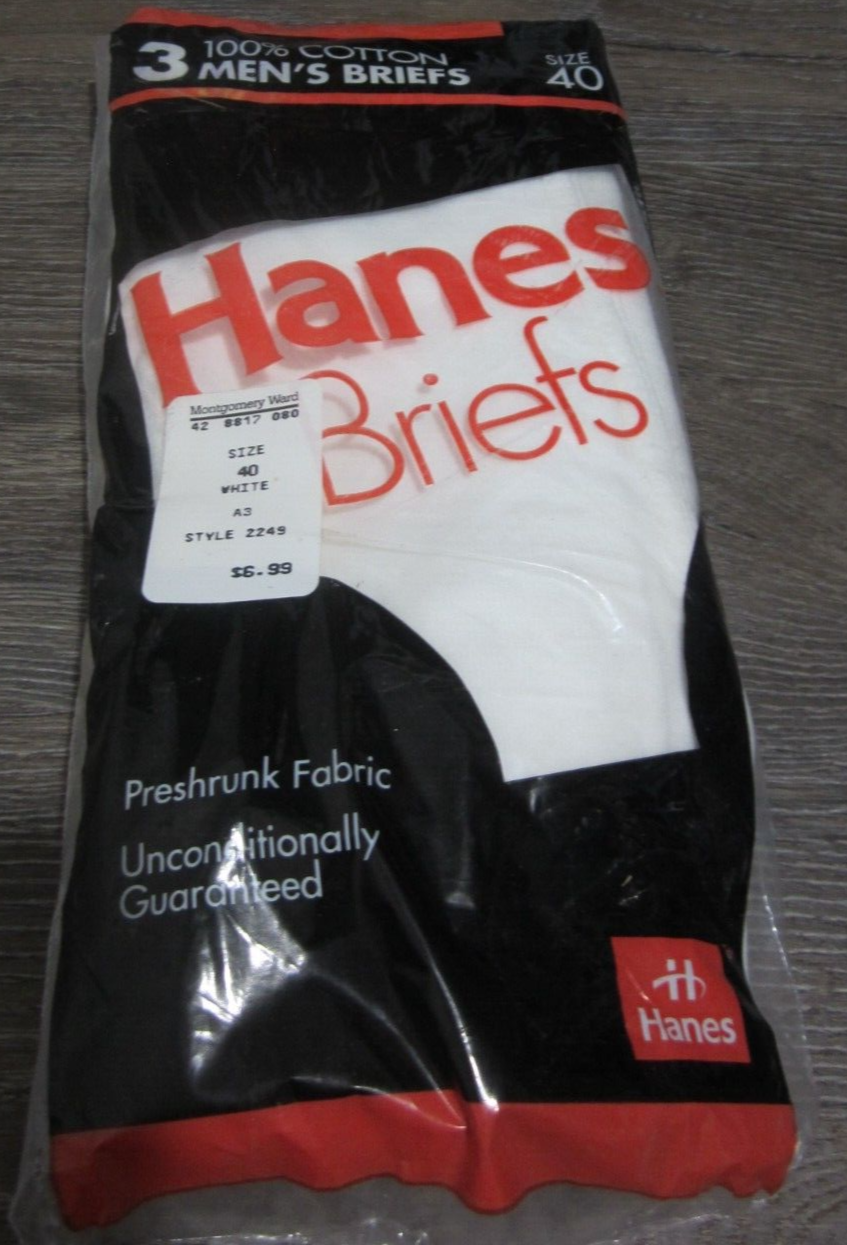 3 100% COTTON
MEN'S BRIEFS
SIZE
40
Hanes
Briefs
Montgomery Ward
42 8817 080
SIZE
40
WHITE
A3
STYLE 2249
$6.99
Preshrunk Fabric
Unconditionally
Guaranteed
H
Hanes